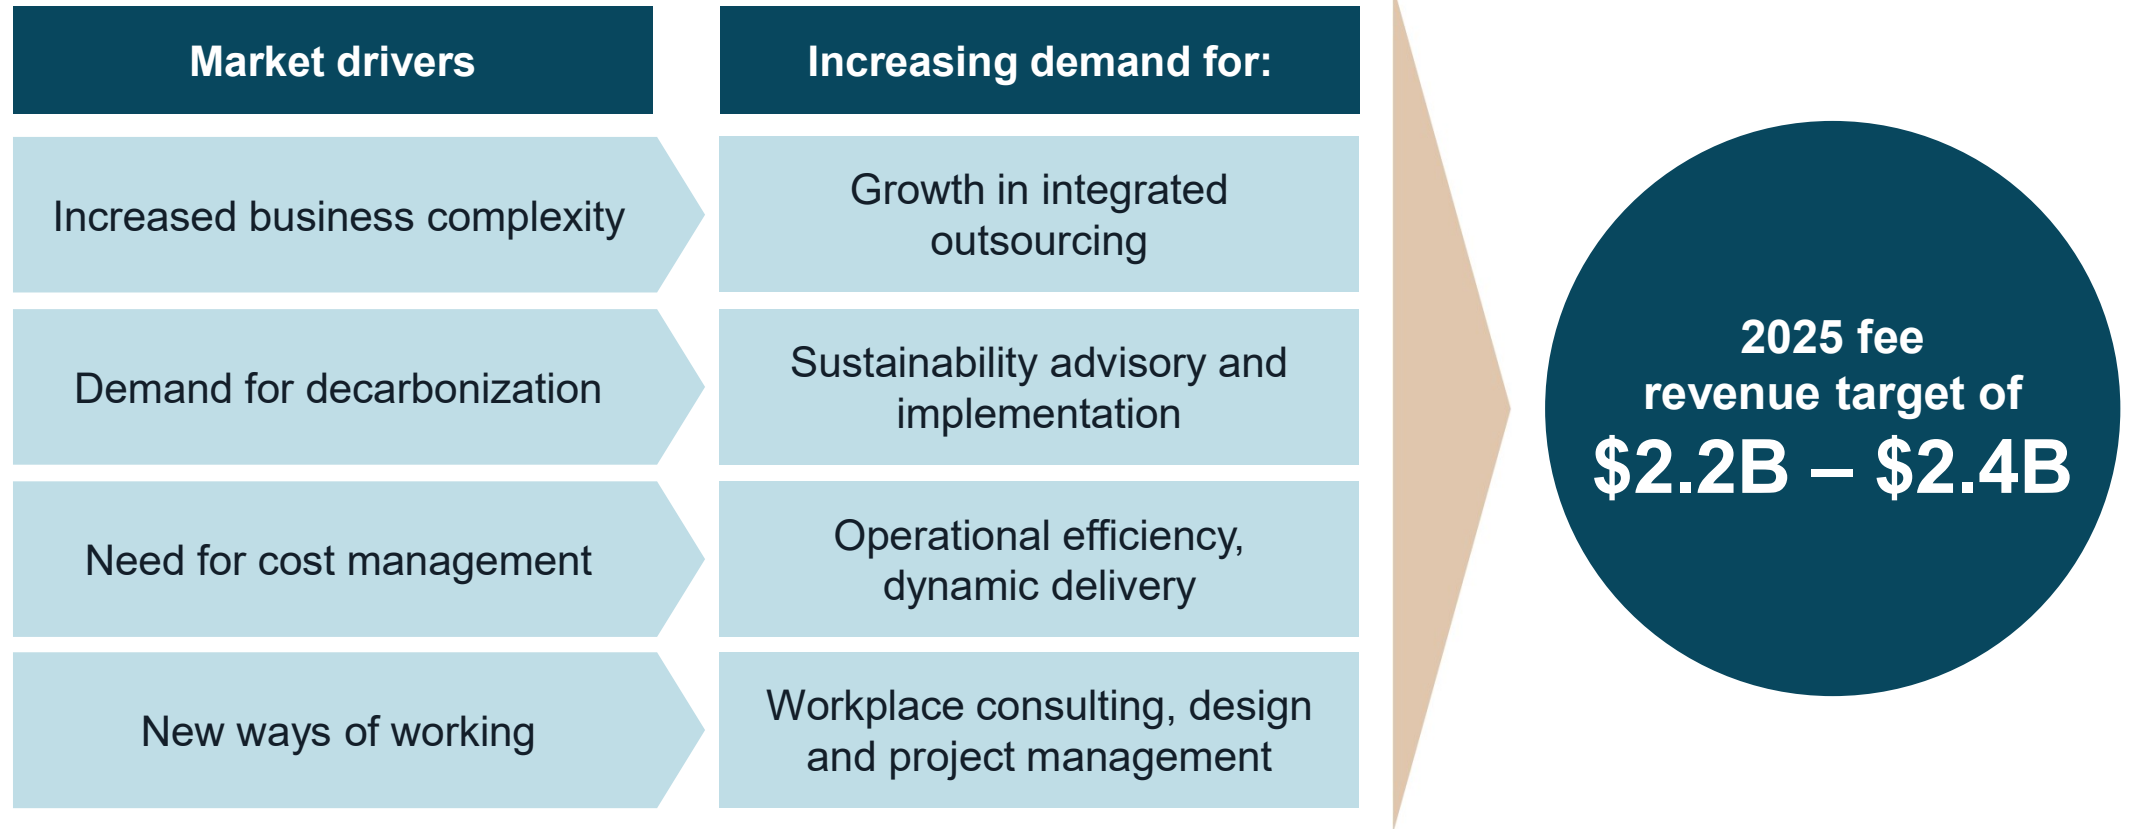 Market drivers
Increasing demand for:
Increased business complexity
Growth in integrated
outsourcing
Demand for decarbonization
Sustainability advisory and
implementation
Need for cost management
Operational efficiency,
dynamic delivery
New ways of working
Workplace consulting, design
and project management
2025 fee
revenue target of
$2.2B – $2.4B